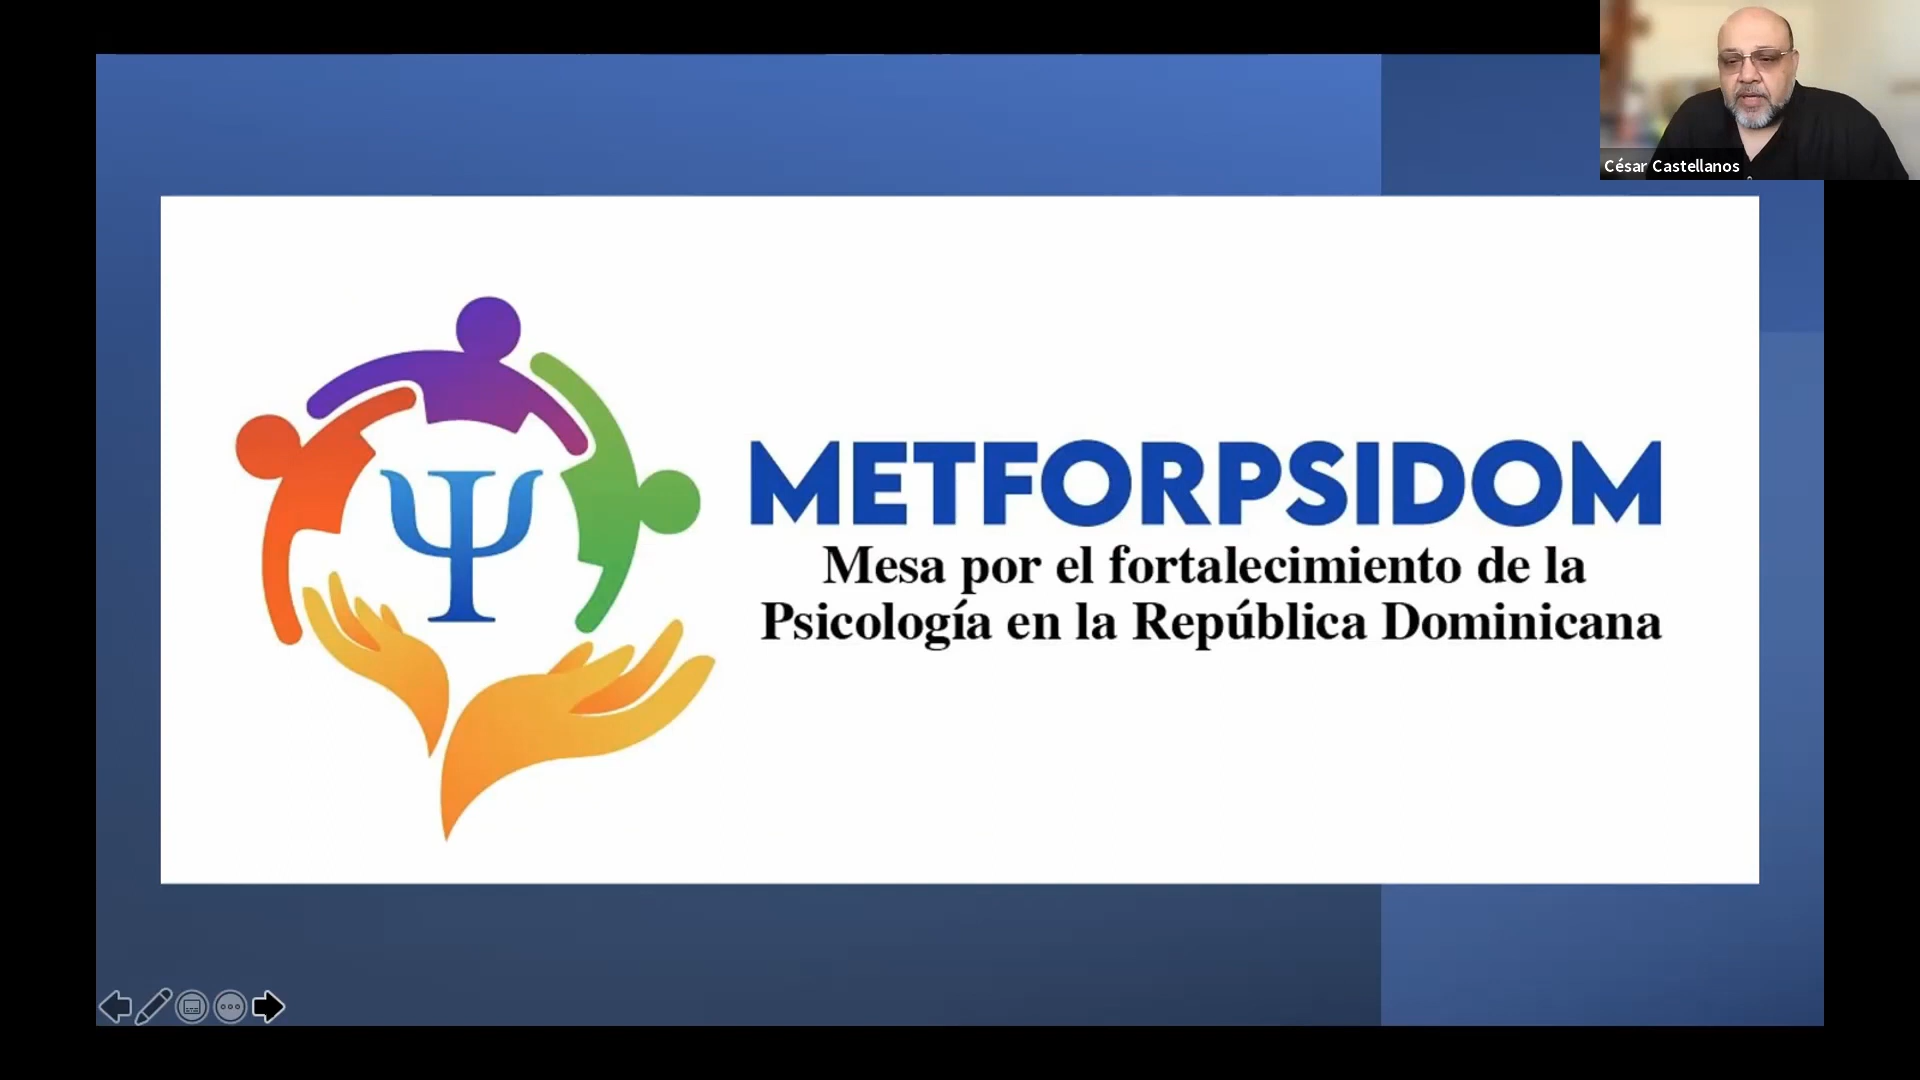 César Castellanos
METFORPSIDOM
Mesa por el fortalecimiento de la
Psicología en la República Dominicana